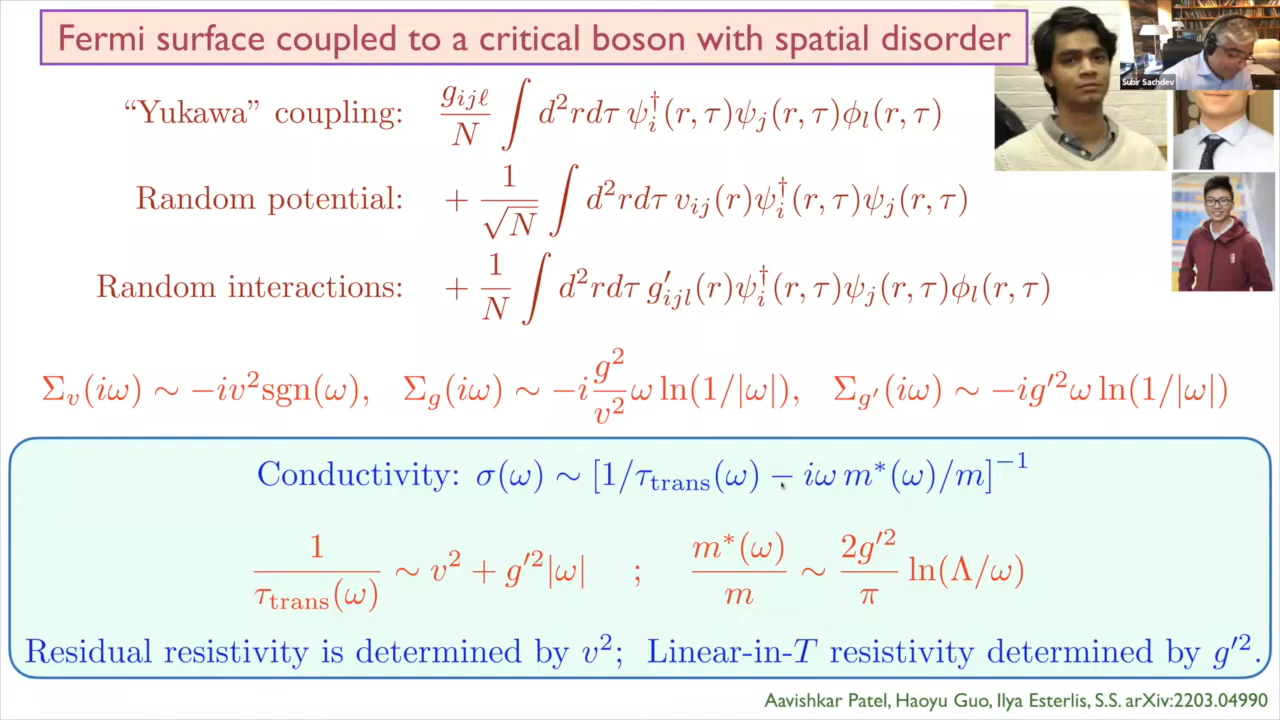 Fermi surface coupled to a critical boson with spatial disorder
Subir Sachdev
“Yukawa” coupling: g_{ijℓ}/N ∫ d²r dτ ψ_i^†(r, τ)ψ_j(r, τ)ϕ_l(r, τ)
Random potential: + 1/√N ∫ d²r dτ v_{ij}(r)ψ_i^†(r, τ)ψ_j(r, τ)
Random interactions: + 1/N ∫ d²r dτ g′_{ijl}(r)ψ_i^†(r, τ)ψ_j(r, τ)ϕ_l(r, τ)
Σ_v(iω) ∼ −iv²sgn(ω), Σ_g(iω) ∼ −i g²/v² ω ln(1/|ω|), Σ_{g′}(iω) ∼ −ig′²ω ln(1/|ω|)
Conductivity: σ(ω) ∼ [1/τ_trans(ω) − iω m*(ω)/m]^{−1}
1/τ_trans(ω) ∼ v² + g′²|ω| ; m*(ω)/m ∼ 2g′²/π ln(Λ/ω)
Residual resistivity is determined by v²; Linear-in-T resistivity determined by g′².
Aavishkar Patel, Haoyu Guo, Ilya Esterlis, S.S. arXiv:2203.04990